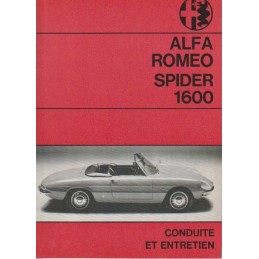 ALFA
ROMEO
SPIDER
1600
CONDUITE
ET ENTRETIEN